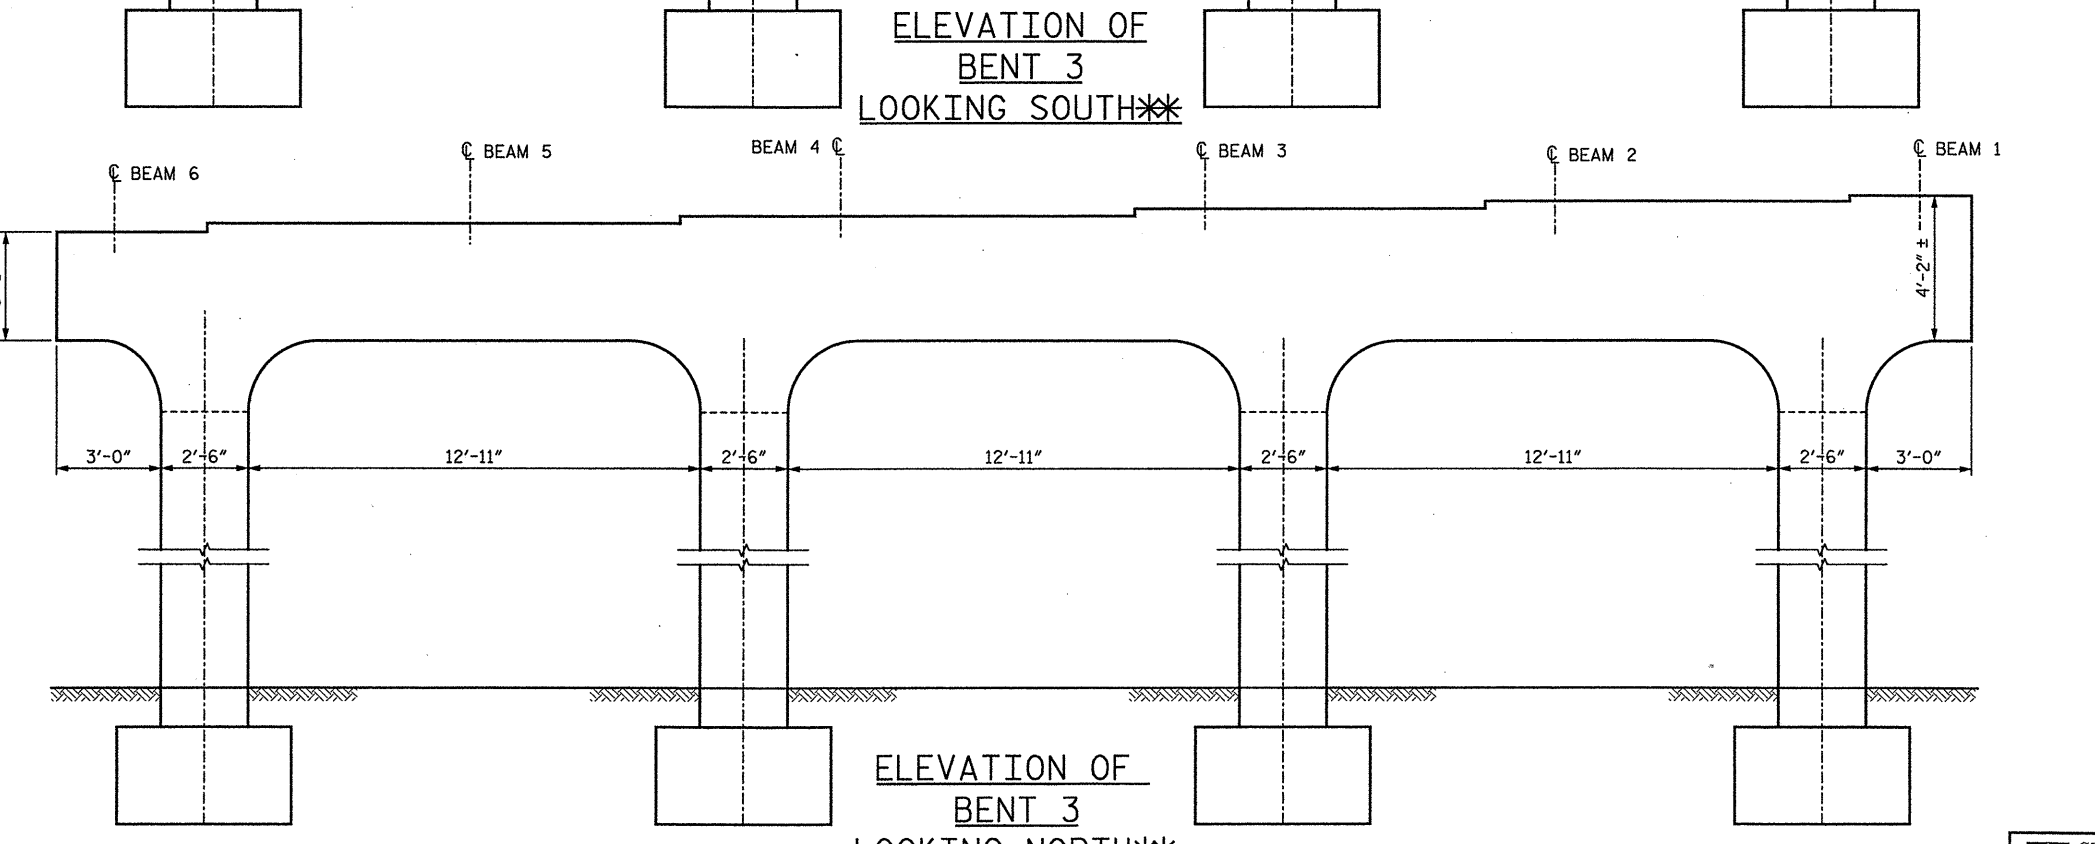 ELEVATION OF
BENT 3
LOOKING SOUTH**
℄ BEAM 6
℄ BEAM 5
BEAM 4 ℄
℄ BEAM 3
℄ BEAM 2
℄ BEAM 1
4'-2" ±
3'-0"
2'-6"
12'-11"
2'-6"
12'-11"
2'-6"
12'-11"
2'-6"
3'-0"
ELEVATION OF
BENT 3
LOOKING NORTH**